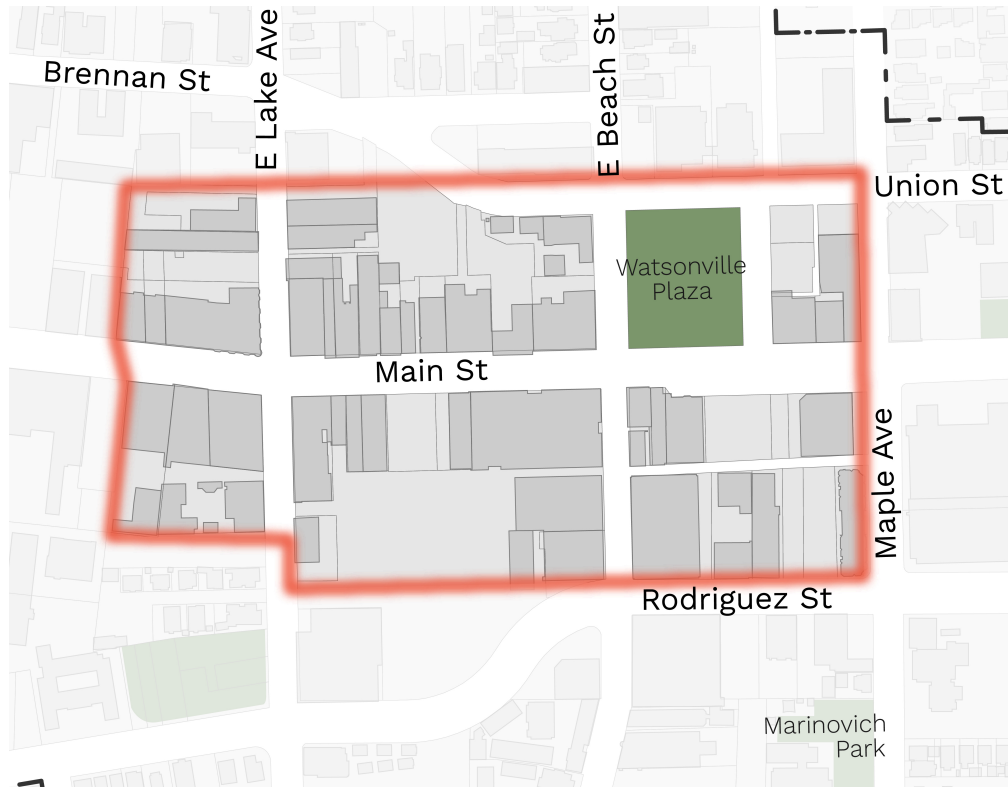 Brennan St
E Lake Ave
E Beach St
Union St
Watsonville
Plaza
Main St
Maple Ave
Rodriguez St
Marinovich
Park